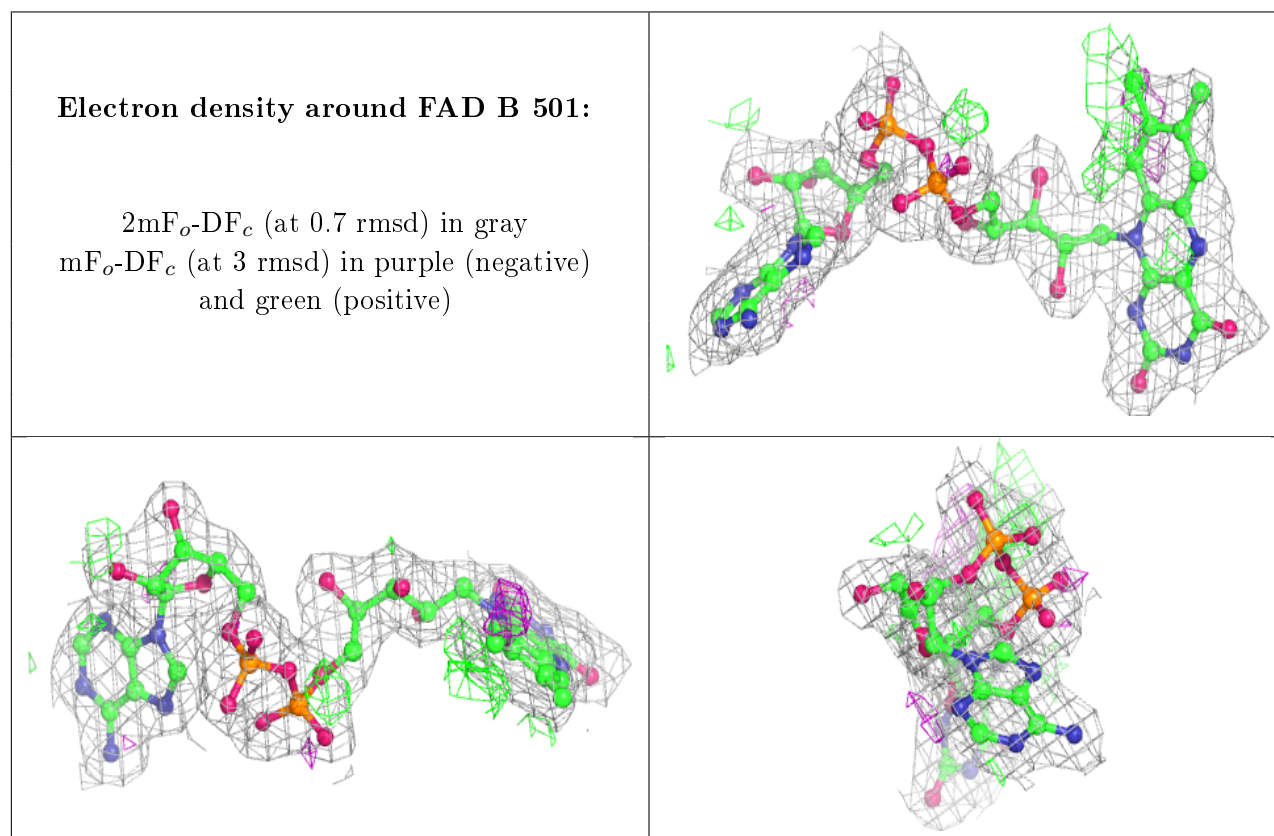 Electron density around FAD B 501:
2mFo-DFc (at 0.7 rmsd) in gray
mFo-DFc (at 3 rmsd) in purple (negative)
and green (positive)